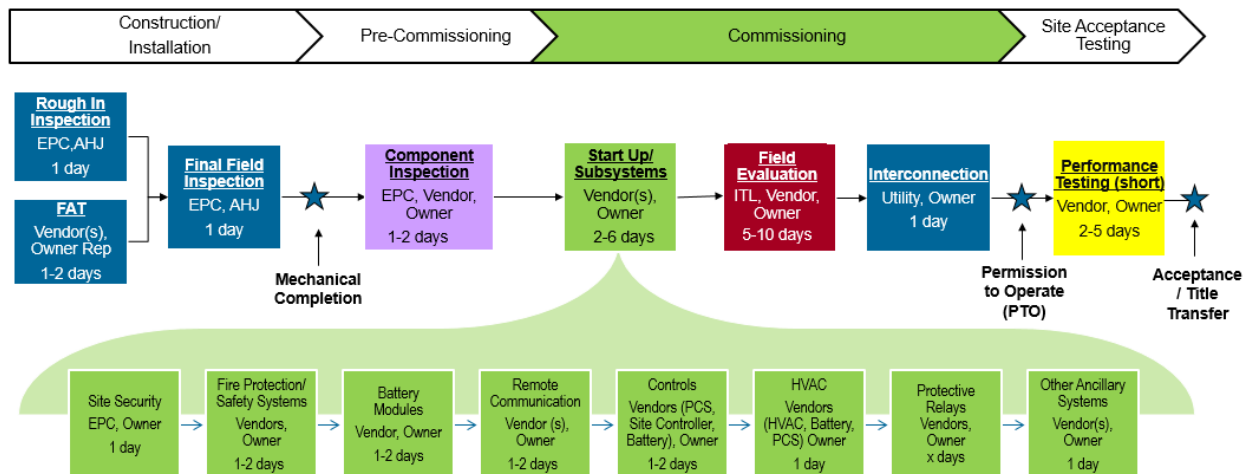 Construction/
Installation
Pre-Commissioning
Commissioning
Site Acceptance
Testing
Rough In
Inspection
EPC,AHJ
1 day
FAT
Vendor(s),
Owner Rep
1-2 days
Final Field
Inspection
EPC, AHJ
1 day
Mechanical
Completion
Component
Inspection
EPC, Vendor,
Owner
1-2 days
Start Up/
Subsystems
Vendor(s),
Owner
2-6 days
Field
Evaluation
ITL, Vendor,
Owner
5-10 days
Interconnection
Utility, Owner
1 day
Permission
to Operate
(PTO)
Performance
Testing (short)
Vendor, Owner
2-5 days
Acceptance
/ Title
Transfer
Site Security
EPC, Owner
1 day
Fire Protection/
Safety Systems
Vendors,
Owner
1-2 days
Battery
Modules
Vendor, Owner
1-2 days
Remote
Communication
Vendor (s),
Owner
1-2 days
Controls
Vendors (PCS,
Site Controller,
Battery), Owner
1-2 days
HVAC
Vendors
(HVAC, Battery,
PCS) Owner
1 day
Protective
Relays
Vendors,
Owner
x days
Other Ancillary
Systems
Vendor(s),
Owner
1 day